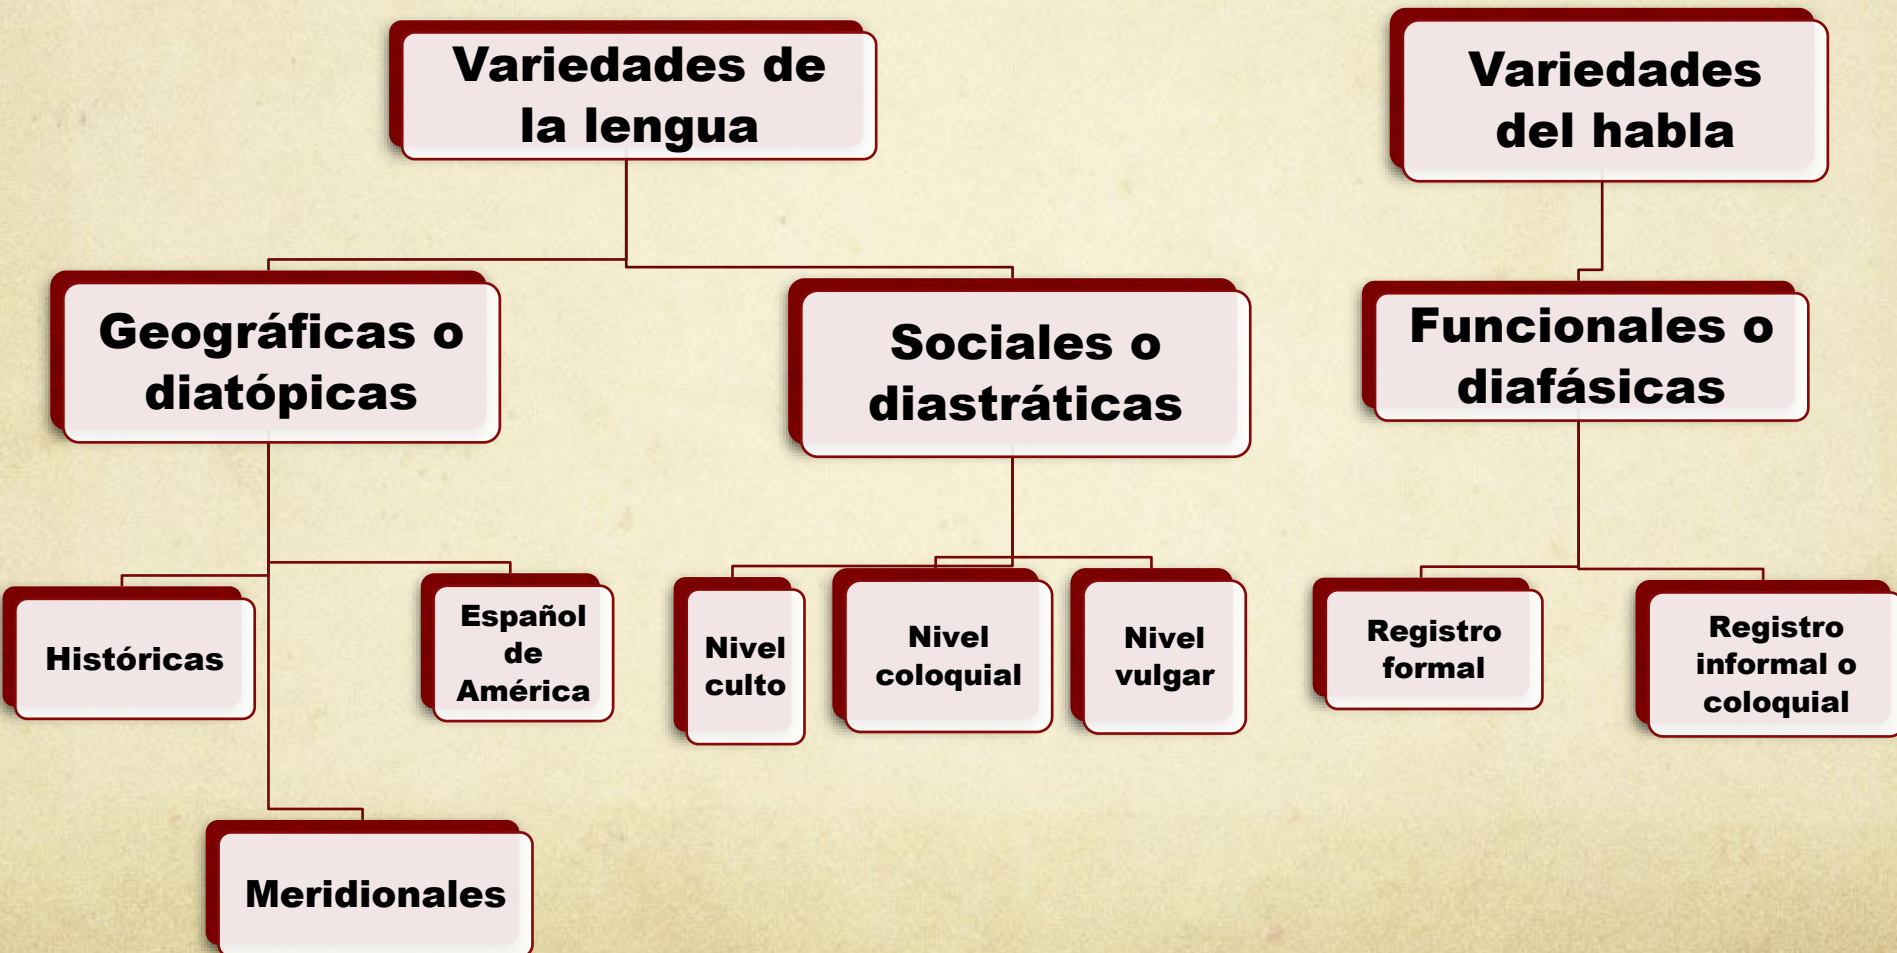 Variedades de
la lengua
Variedades
del habla
Geográficas o
diatópicas
Sociales o
diastráticas
Funcionales o
diafásicas
Históricas
Español
de
América
Nivel
culto
Nivel
coloquial
Nivel
vulgar
Registro
formal
Registro
informal o
coloquial
Meridionales